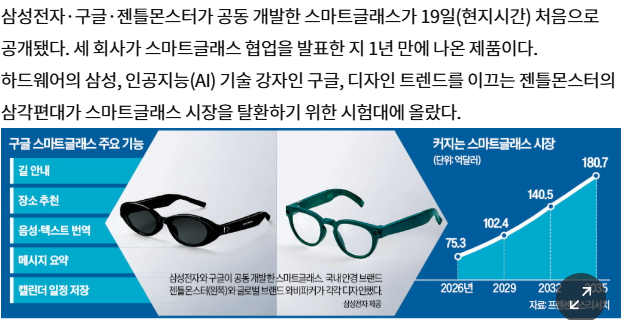 삼성전자·구글·젠틀몬스터가 공동 개발한 스마트글래스가 19일(현지시간) 처음으로
공개됐다. 세 회사가 스마트글래스 협업을 발표한 지 1년 만에 나온 제품이다.
하드웨어의 삼성, 인공지능(AI) 기술 강자인 구글, 디자인 트렌드를 이끄는 젠틀몬스터의
삼각편대가 스마트글래스 시장을 탈환하기 위한 시험대에 올랐다.
구글 스마트글래스 주요 기능
길 안내
장소 추천
음성·텍스트 번역
메시지 요약
캘린더 일정 저장
삼성전자와 구글이 공동 개발한 스마트글래스. 국내 안경 브랜드
젠틀몬스터(왼쪽)와 글로벌 브랜드 와비파커가 각각 디자인했다.
삼성전자 제공
커지는 스마트글래스 시장
(단위: 억달러)
180.7
140.5
102.4
75.3
2026년 2029 2032 2035
자료: